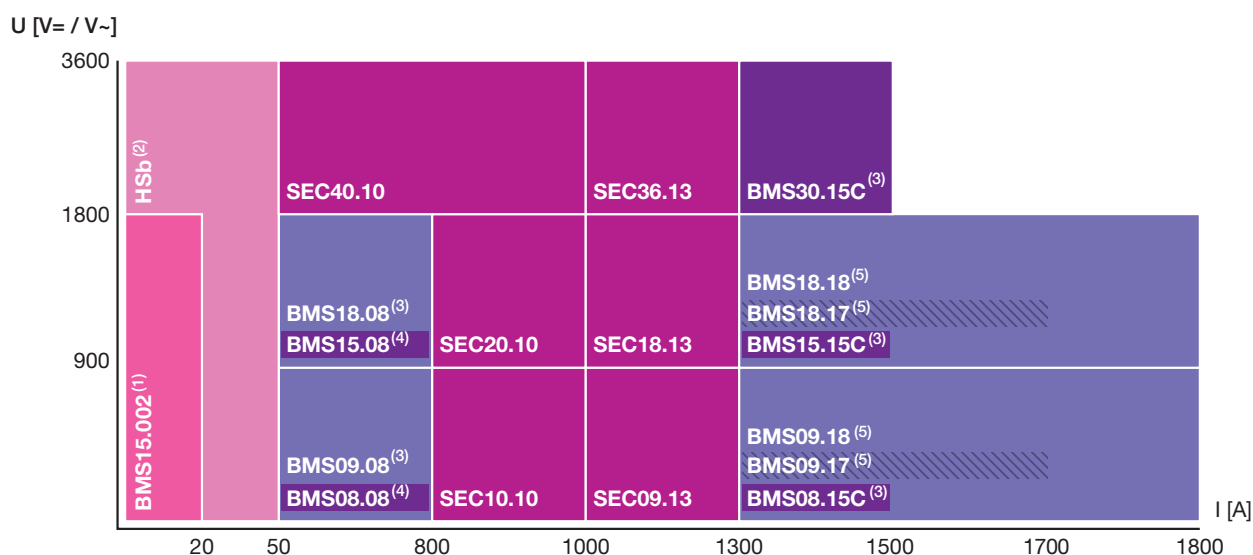 U [V= / V~]
3600
1800
900
HSb(2)
BMS15.002(1)
SEC40.10
SEC36.13
BMS30.15C(3)
BMS18.08(3)
BMS15.08(4)
SEC20.10
SEC18.13
BMS18.18(5)
BMS18.17(5)
BMS15.15C(3)
BMS09.08(3)
BMS08.08(4)
SEC10.10
SEC09.13
BMS09.18(5)
BMS09.17(5)
BMS08.15C(3)
I [A]
20 50 800 1000 1300 1500 1700 1800